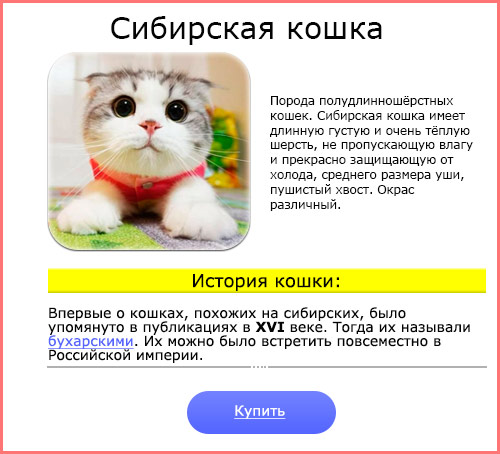 Сибирская кошка
Порода полудлинношёрстных
кошек. Сибирская кошка имеет
длинную густую и очень тёплую
шерсть, не пропускающую влагу
и прекрасно защищающую от
холода, среднего размера уши,
пушистый хвост. Окрас
различный.
История кошки:
Впервые о кошках, похожих на сибирских, было
упомянуто в публикациях в XVI веке. Тогда их называли
бухарскими. Их можно было встретить повсеместно в
Российской империи.
Купить